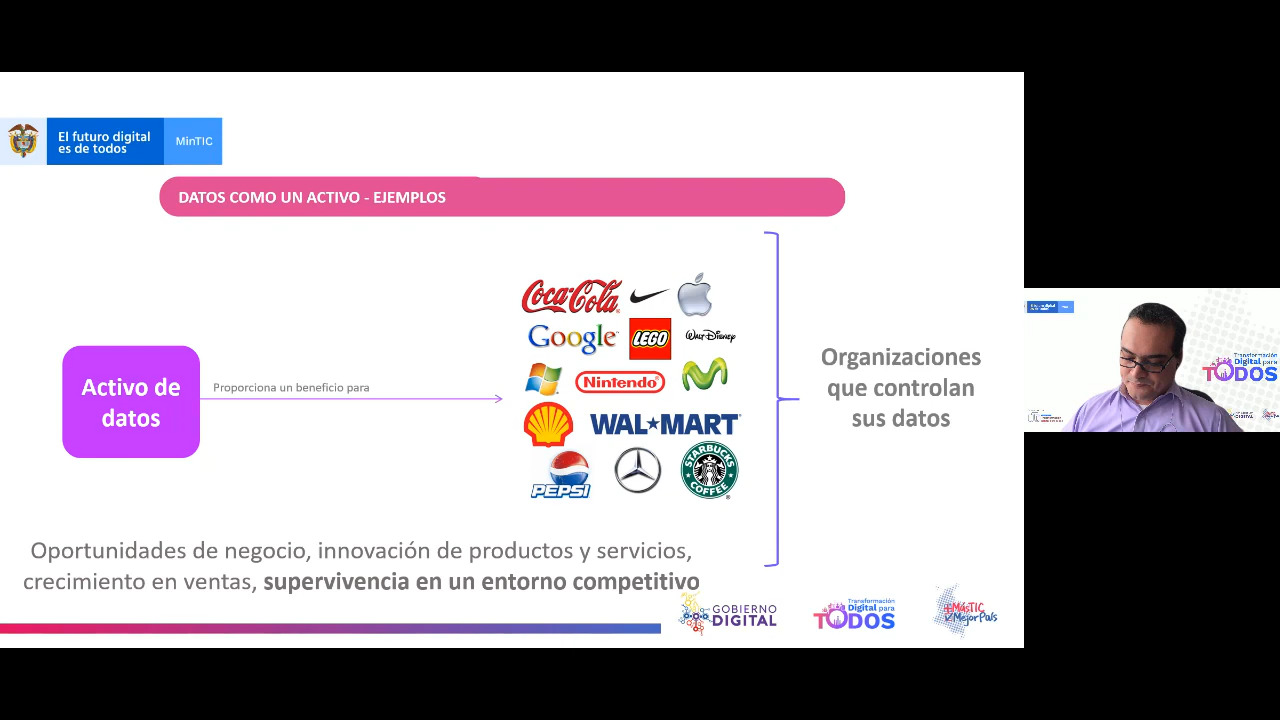 El futuro digital
es de todos
MinTIC
DATOS COMO UN ACTIVO - EJEMPLOS
Coca-Cola
Google
LEGO
WALT DISNEY
Nintendo
WAL★MART
PEPSI
STARBUCKS
COFFEE
Activo de
datos
Proporciona un beneficio para
Organizaciones
que controlan
sus datos
Oportunidades de negocio, innovación de productos y servicios,
crecimiento en ventas, supervivencia en un entorno competitivo
GOBIERNO
DIGITAL
Transformación
Digital para
TODOS
+MásTIC
MejorPaís
Transformación
Digital para
TODOS